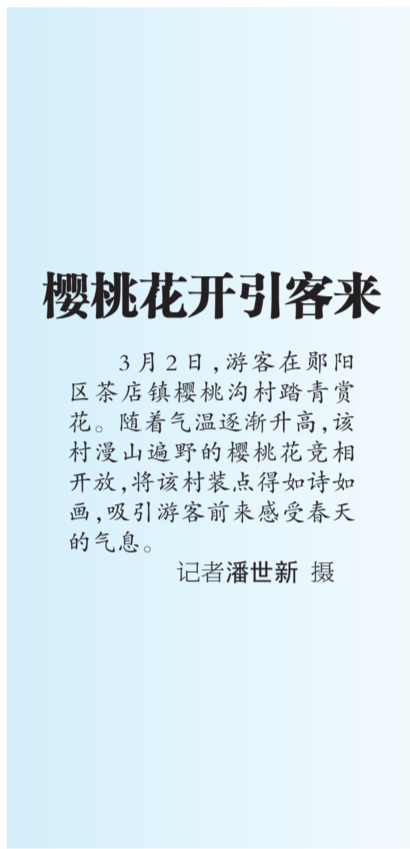 樱桃花开引客来
3月2日,游客在郧阳
区茶店镇樱桃沟村踏青赏
花。随着气温逐渐升高,该
村漫山遍野的樱桃花竞相
开放,将该村装点得如诗如
画,吸引游客前来感受春天
的气息。
记者潘世新 摄